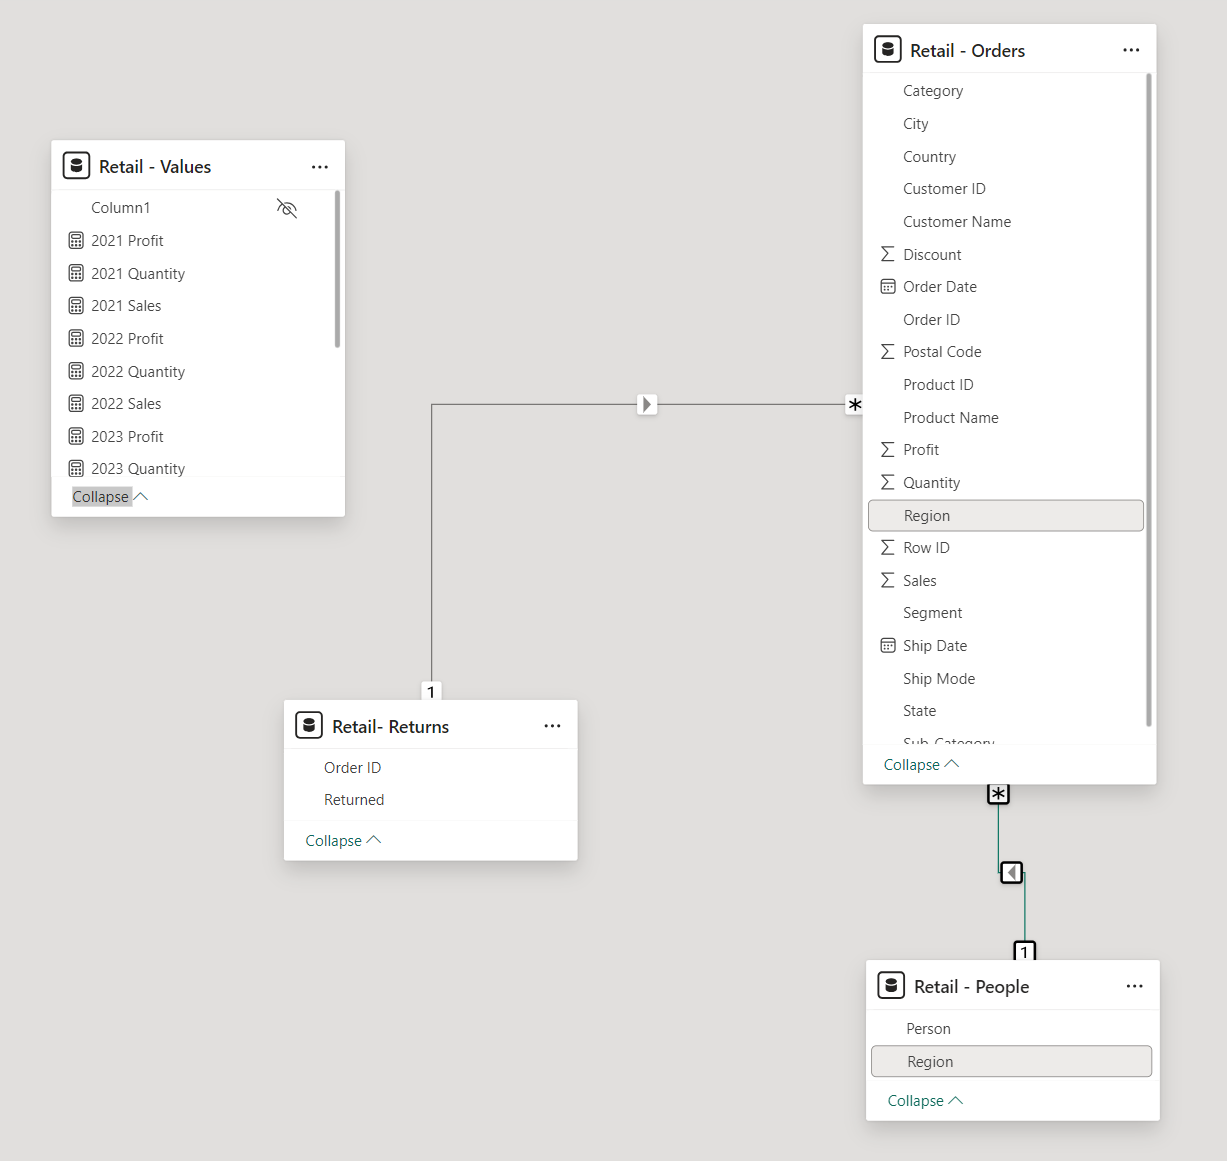 Retail - Orders
Category
City
Country
Customer ID
Customer Name
Discount
Order Date
Order ID
Postal Code
Product ID
Product Name
Profit
Quantity
Region
Row ID
Sales
Segment
Ship Date
Ship Mode
State
Sub-Category
Collapse
Retail - Values
Column1
2021 Profit
2021 Quantity
2021 Sales
2022 Profit
2022 Quantity
2022 Sales
2023 Profit
2023 Quantity
Collapse
*
1
Retail- Returns
Order ID
Returned
Collapse
*
1
Retail - People
Person
Region
Collapse